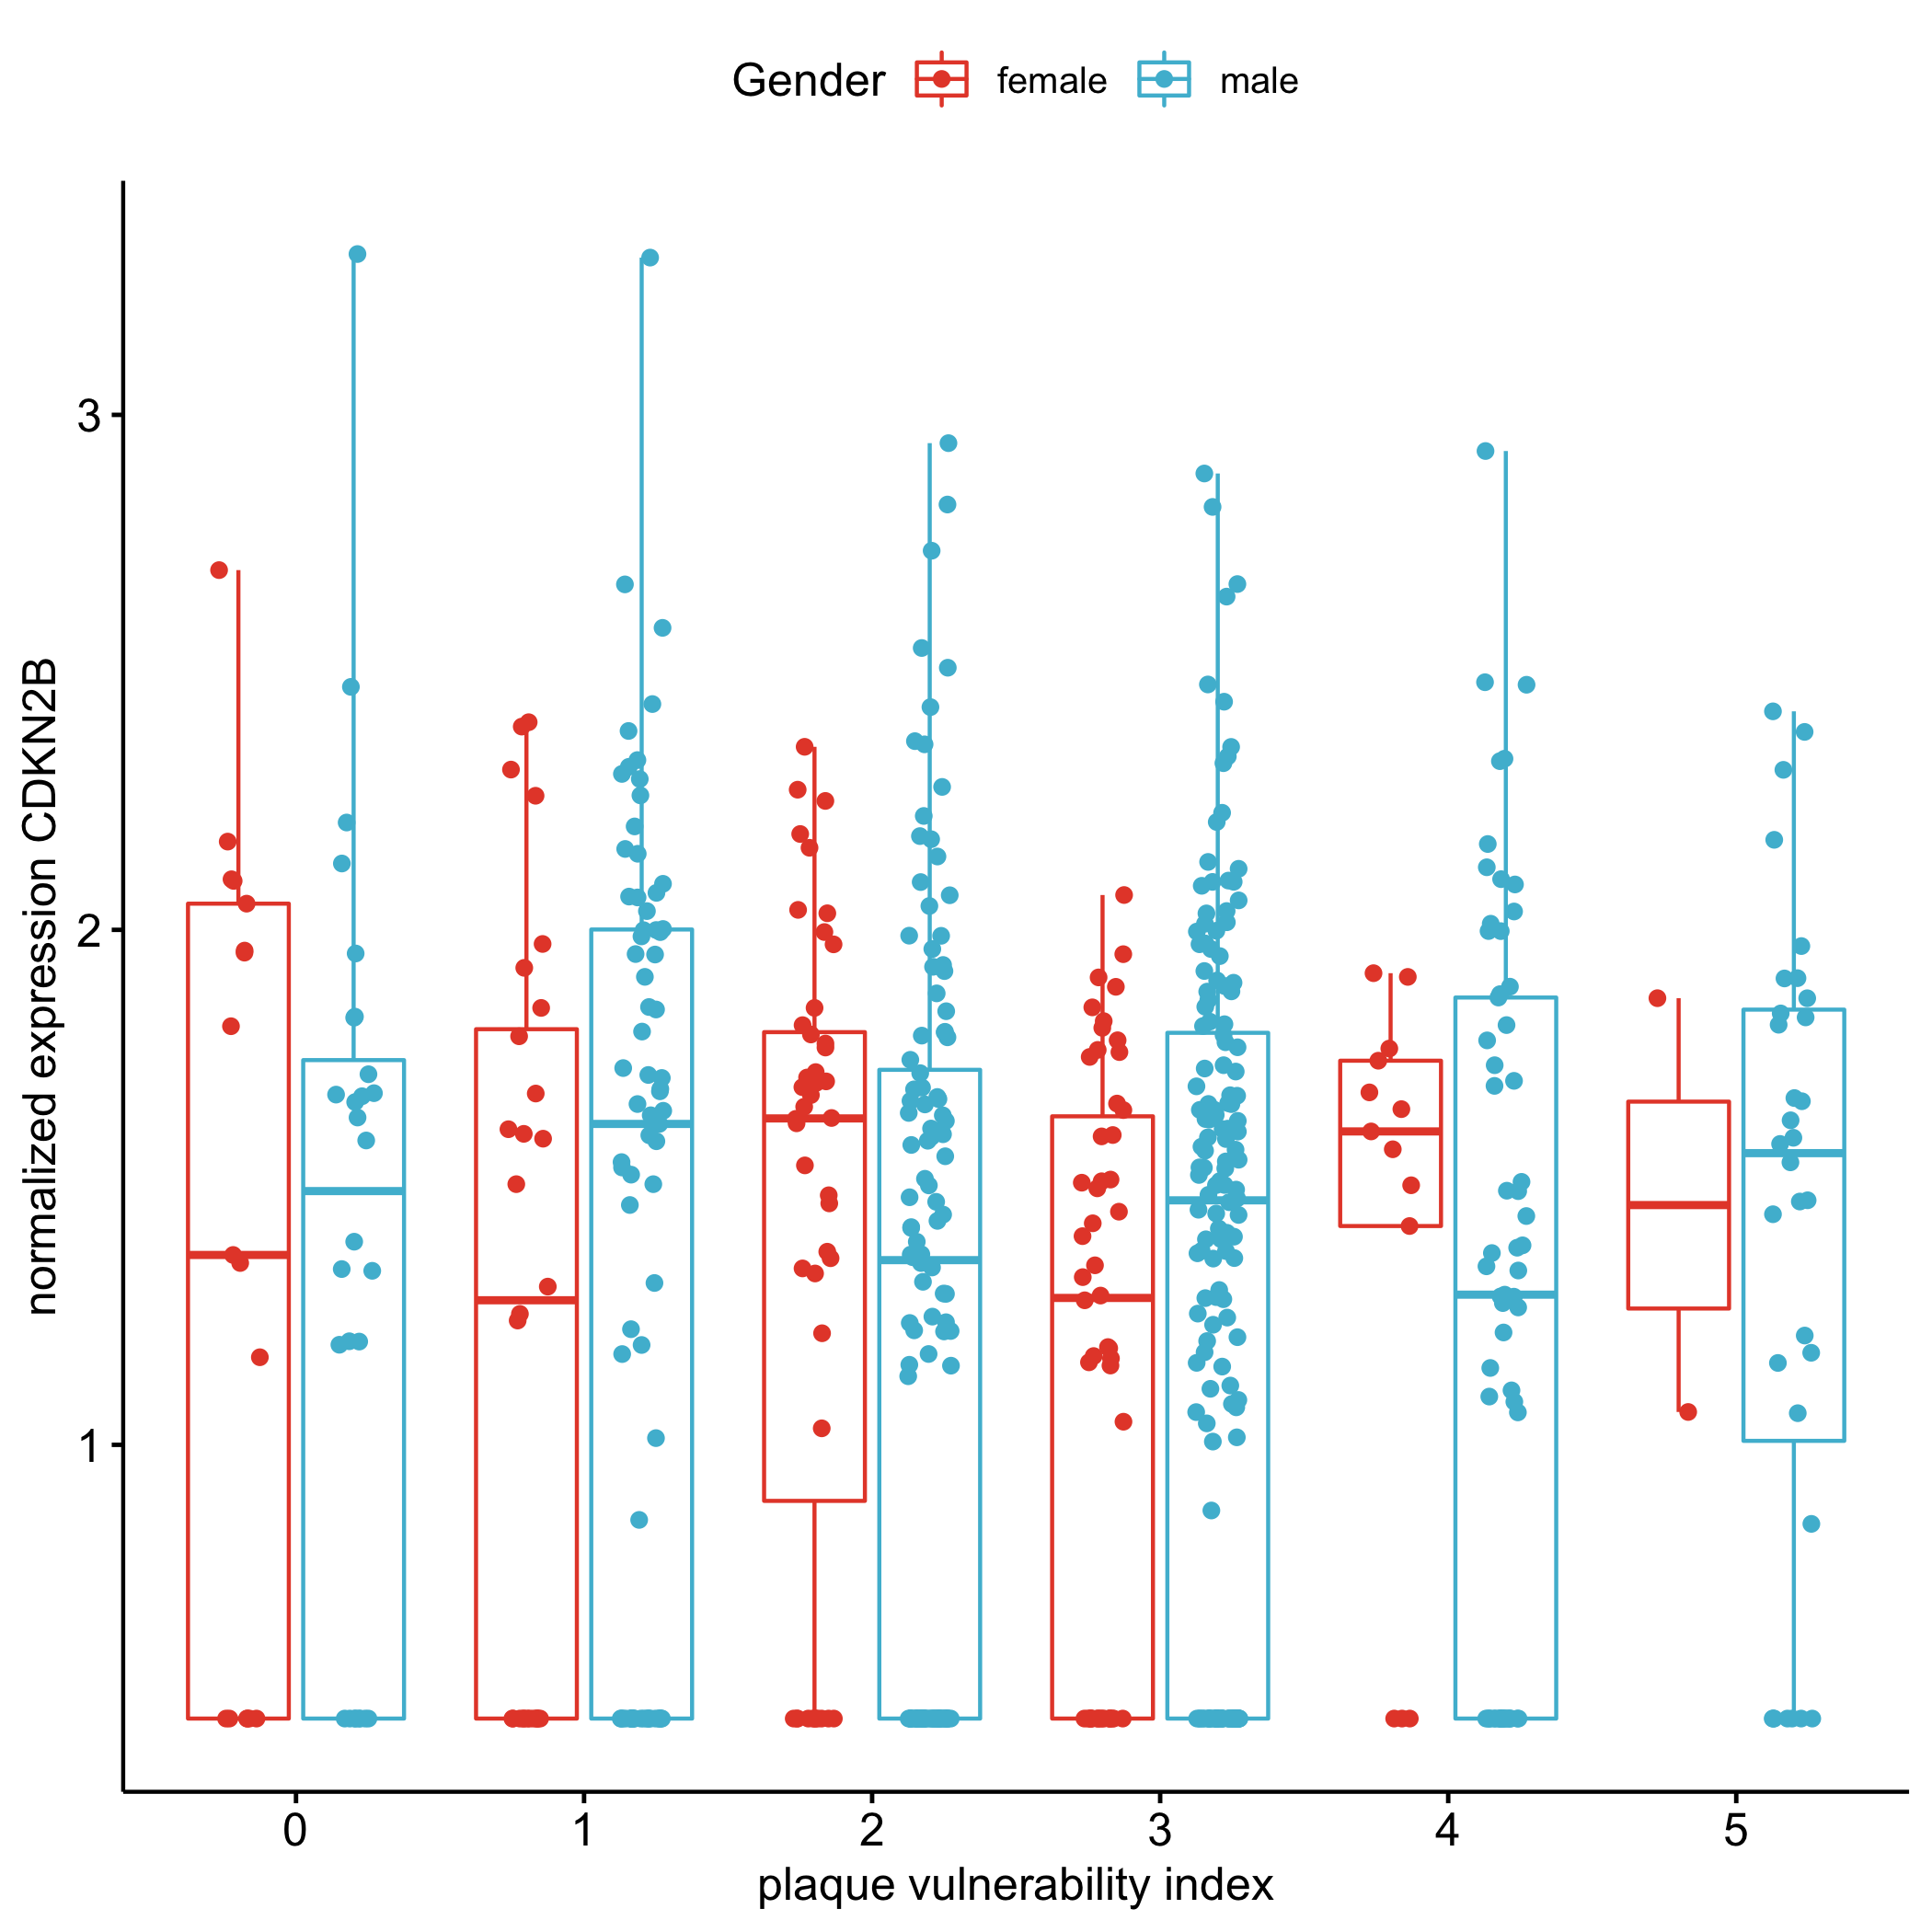 Gender female male
normalized expression CDKN2B
3
2
1
0 1 2 3 4 5
plaque vulnerability index